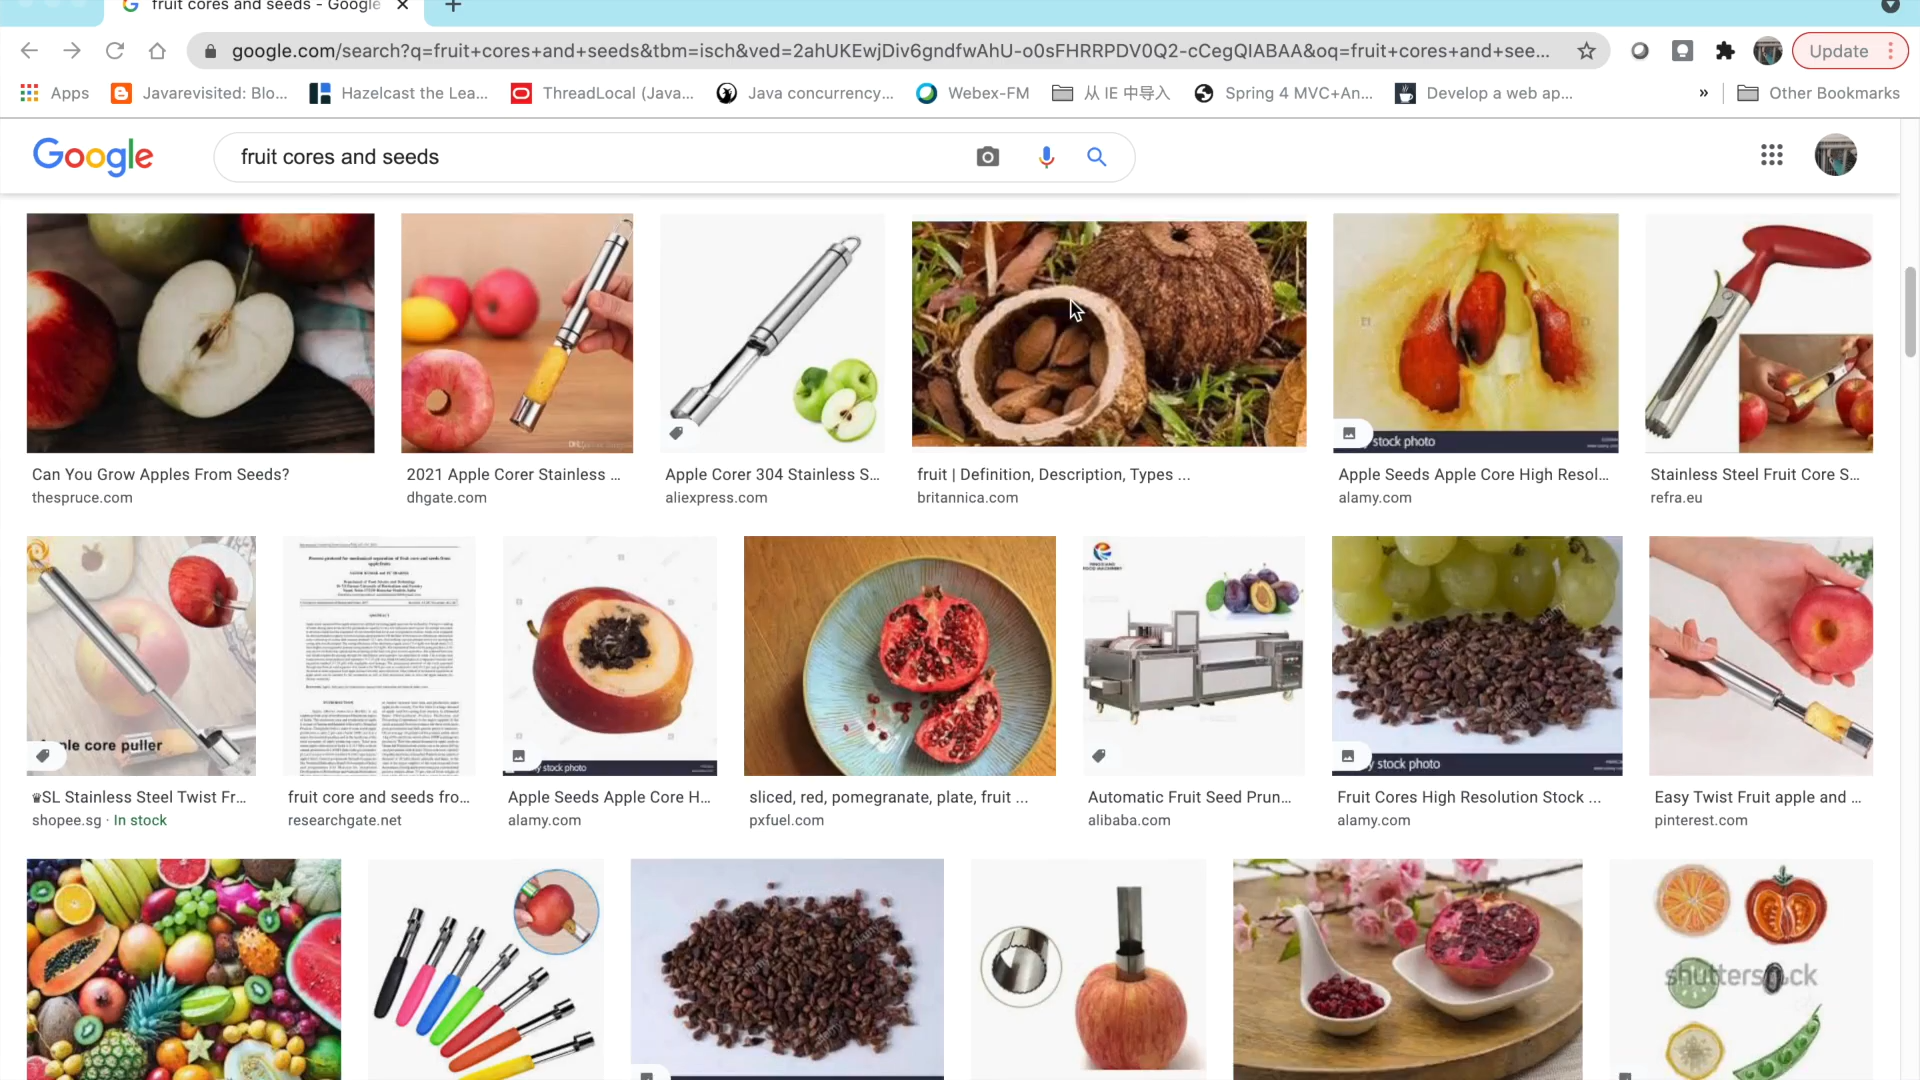 fruit cores and seeds - Google
google.com/search?q=fruit+cores+and+seeds&tbm=isch&ved=2ahUKEwjDiv6gndfwAhU-o0sFHRRPDV0Q2-cCegQIABAA&oq=fruit+cores+and+see...
Update
Apps
Javarevisited: Blo...
Hazelcast the Lea...
ThreadLocal (Java...
Java concurrency...
Webex-FM
从 IE 中导入
Spring 4 MVC+An...
Develop a web ap...
»
Other Bookmarks
Google
fruit cores and seeds
stock photo
Can You Grow Apples From Seeds?
2021 Apple Corer Stainless ...
Apple Corer 304 Stainless S...
fruit | Definition, Description, Types ...
Apple Seeds Apple Core High Resol...
Stainless Steel Fruit Core S...
thespruce.com
dhgate.com
aliexpress.com
britannica.com
alamy.com
refra.eu
ple core puller
stock photo
stock photo
SL Stainless Steel Twist Fr...
fruit core and seeds fro...
Apple Seeds Apple Core H...
sliced, red, pomegranate, plate, fruit ...
Automatic Fruit Seed Prun...
Fruit Cores High Resolution Stock ...
Easy Twist Fruit apple and ...
shopee.sg · In stock
researchgate.net
alamy.com
pxfuel.com
alibaba.com
alamy.com
pinterest.com
shutterstock